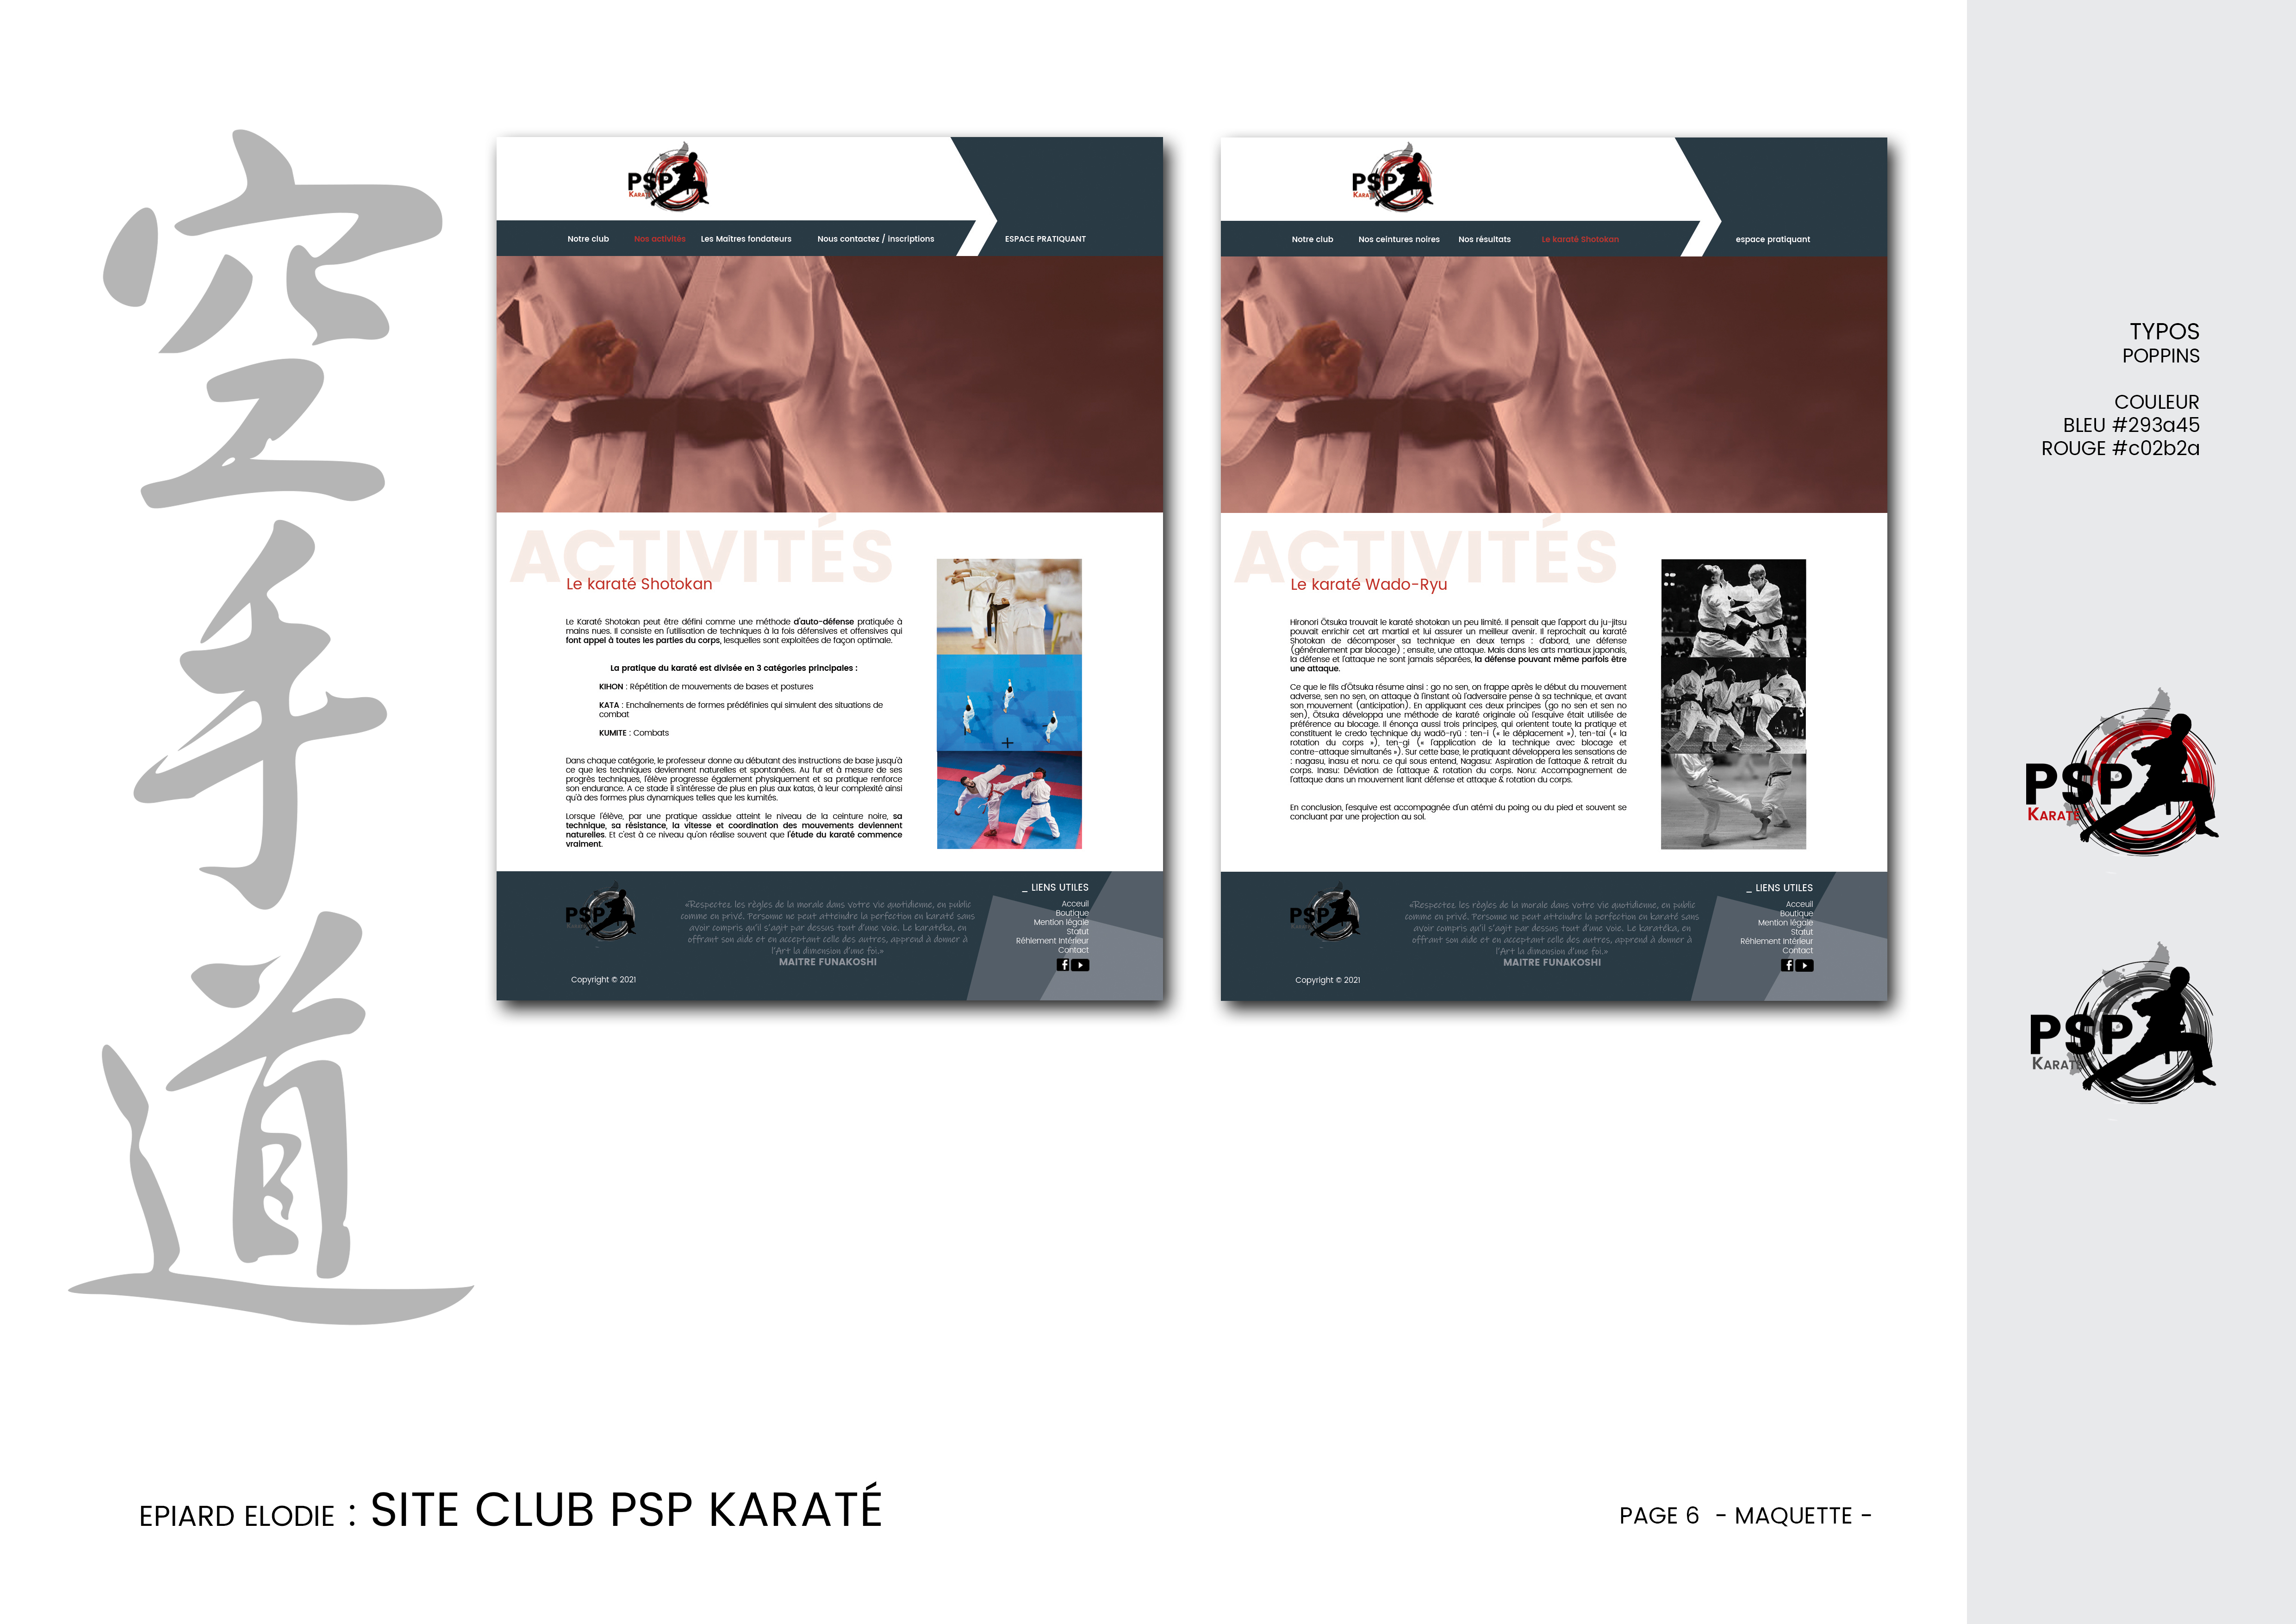 空
手
道
PSP
KARATÉ
Notre club
Nos activités
Les Maîtres fondateurs
Nous contactez / inscriptions
ESPACE PRATIQUANT
ACTIVITÉS
Le karaté Shotokan
Le Karaté Shotokan peut être défini comme une méthode d'auto-défense pratiquée à
mains nues. Il consiste en l'utilisation de techniques à la fois défensives et offensives qui
font appel à toutes les parties du corps, lesquelles sont exploitées de façon optimale.
La pratique du karaté est divisée en 3 catégories principales :
KIHON : Répétition de mouvements de bases et postures
KATA : Enchaînements de formes prédéfinies qui simulent des situations de
combat
KUMITE : Combats
Dans chaque catégorie, le professeur donne au débutant des instructions de base jusqu'à
ce que les techniques deviennent naturelles et spontanées. Au fur et à mesure de ses
progrès techniques, l'élève progresse également physiquement et sa pratique renforce
son endurance. A ce stade il s'intéresse de plus en plus aux katas, à leur complexité ainsi
qu'à des formes plus dynamiques telles que les kumités.
Lorsque l'élève, par une pratique assidue atteint le niveau de la ceinture noire, sa
technique, sa résistance, la vitesse et coordination des mouvements deviennent
naturelles. Et c'est à ce niveau qu'on réalise souvent que l'étude du karaté commence
vraiment.
PSP
«Respectez les règles de la morale dans votre vie quotidienne, en public
comme en privé. Personne ne peut atteindre la perfection en karaté sans
avoir compris qu'il s'agit par dessus tout d'une voie. Le karatéka, en
offrant son aide et en acceptant celle des autres, apprend à donner à
l'Art la dimension d'une foi.»
MAITRE FUNAKOSHI
Copyright © 2021
_ LIENS UTILES
Acceuil
Boutique
Mention légale
Statut
Réhlement Intérieur
Contact
PSP
KARATÉ
Notre club
Nos ceintures noires
Nos résultats
Le karaté Shotokan
espace pratiquant
ACTIVITÉS
Le karaté Wado-Ryu
Hironori Ōtsuka trouvait le karaté shotokan un peu limité. Il pensait que l'apport du ju-jitsu
pouvait enrichir cet art martial et lui assurer un meilleur avenir. Il reprochait au karaté
Shotokan de décomposer sa technique en deux temps : d'abord, une défense
(généralement par blocage) ; ensuite, une attaque. Mais dans les arts martiaux japonais,
la défense et l'attaque ne sont jamais séparées, la défense pouvant même parfois être
une attaque.
Ce que le fils d'Ōtsuka résume ainsi : go no sen, on frappe après le début du mouvement
adverse, sen no sen, on attaque à l'instant où l'adversaire pense à sa technique, et avant
son mouvement (anticipation). En appliquant ces deux principes (go no sen et sen no
sen), Ōtsuka développa une méthode de karaté originale où l'esquive était utilisée de
préférence au blocage. Il énonça aussi trois principes, qui orientent toute la pratique et
constituent le credo technique du wadō-ryū : ten-i (« le déplacement »), ten-tai (« la
rotation du corps »), ten-gi (« l'application de la technique avec blocage et
contre-attaque simultanés »). Sur cette base, le pratiquant développera les sensations de
: nagasu, inasu et noru. ce qui sous entend, Nagasu: Aspiration de l'attaque & retrait du
corps. Inasu: Déviation de l'attaque & rotation du corps. Noru: Accompagnement de
l'attaque dans un mouvement liant défense et attaque & rotation du corps.
En conclusion, l'esquive est accompagnée d'un atémi du poing ou du pied et souvent se
concluant par une projection au sol.
PSP
«Respectez les règles de la morale dans votre vie quotidienne, en public
comme en privé. Personne ne peut atteindre la perfection en karaté sans
avoir compris qu'il s'agit par dessus tout d'une voie. Le karatéka, en
offrant son aide et en acceptant celle des autres, apprend à donner à
l'Art la dimension d'une foi.»
MAITRE FUNAKOSHI
Copyright © 2021
_ LIENS UTILES
Acceuil
Boutique
Mention légale
Statut
Réhlement Intérieur
Contact
TYPOS
POPPINS
COULEUR
BLEU #293a45
ROUGE #c02b2a
PSP
KARATÉ
PSP
KARATÉ
EPIARD ELODIE : SITE CLUB PSP KARATÉ
PAGE 6 - MAQUETTE -